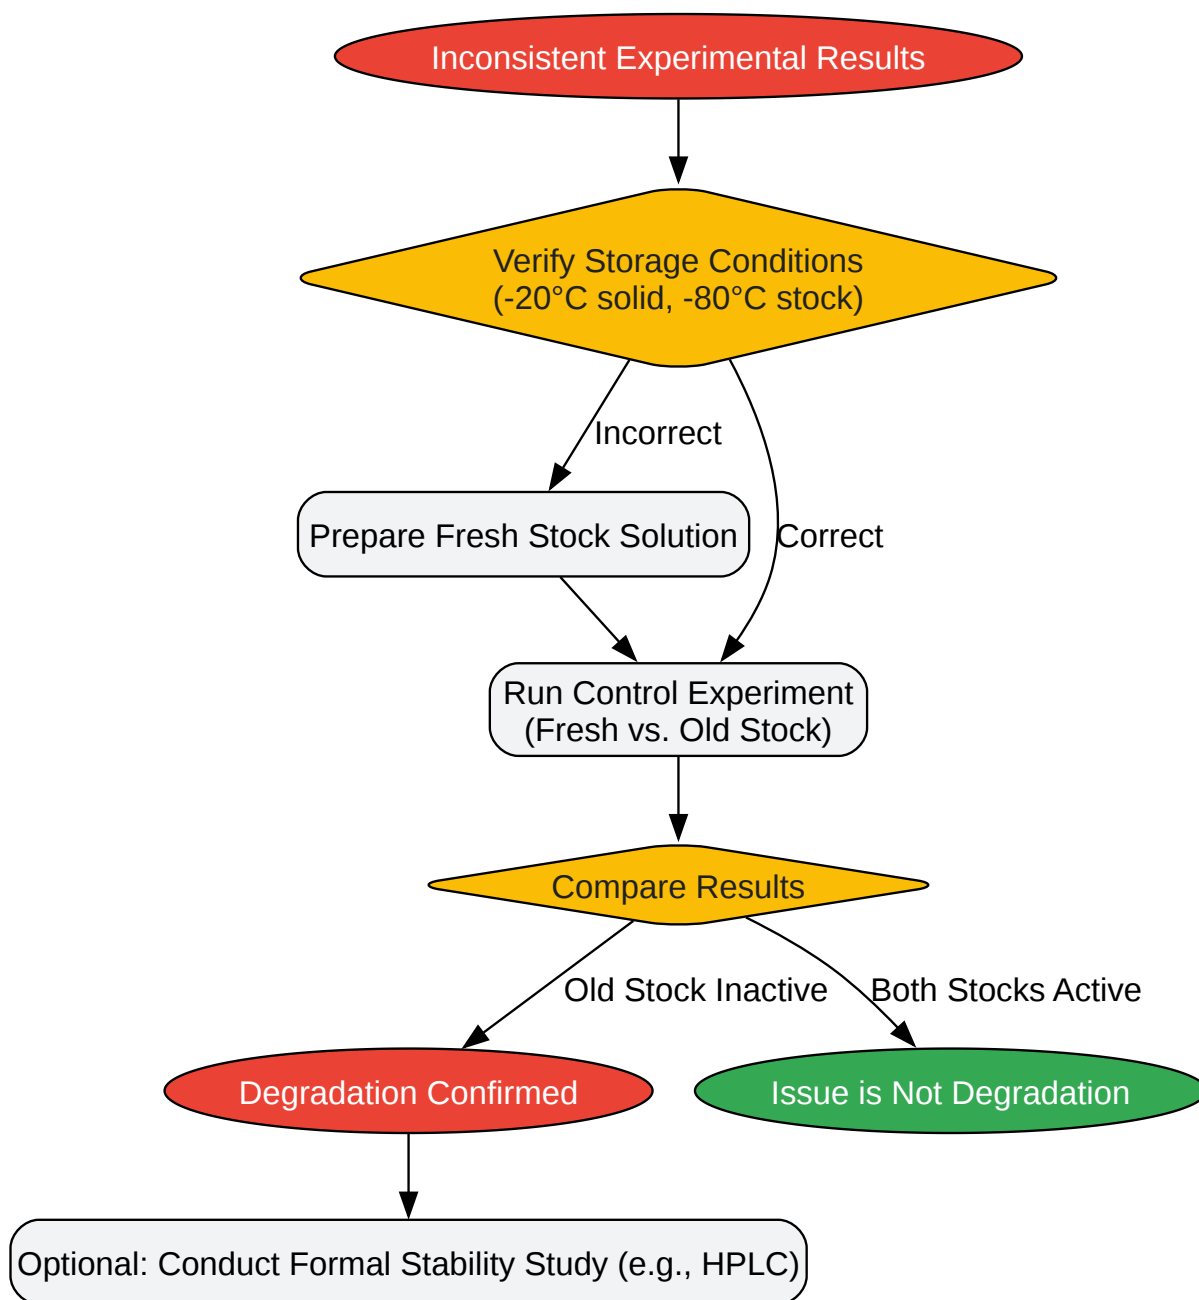 Inconsistent Experimental Results
Verify Storage Conditions
(-20°C solid, -80°C stock)
Incorrect
Prepare Fresh Stock Solution
Correct
Run Control Experiment
(Fresh vs. Old Stock)
Compare Results
Old Stock Inactive
Both Stocks Active
Degradation Confirmed
Issue is Not Degradation
Optional: Conduct Formal Stability Study (e.g., HPLC)